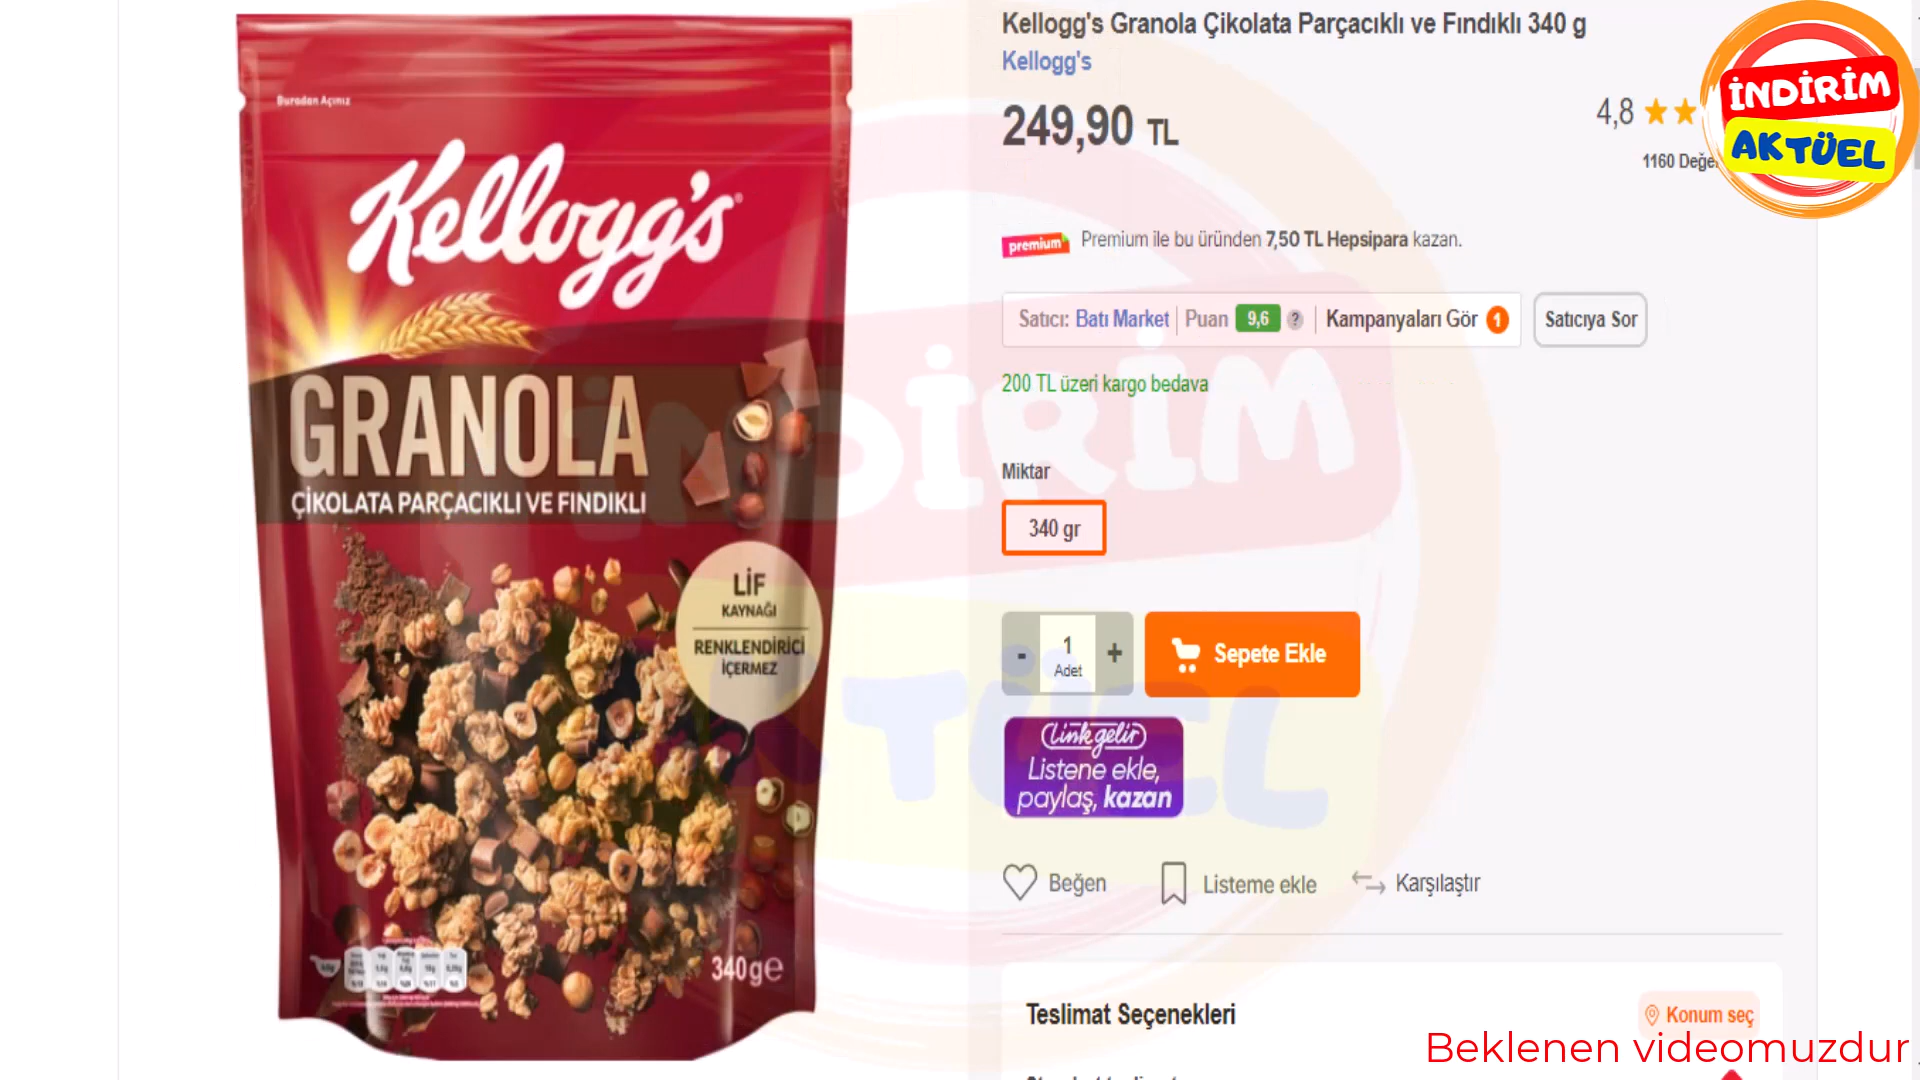 Kellogg's Granola Çikolata Parçacıklı ve Fındıklı 340 g
Kellogg's
249,90 TL
4,8
1160
İNDİRİM
AKTÜEL
premium
Premium ile bu üründen 7,50 TL Hepsipara kazan.
Satıcı: Batı Market
Puan 9,6 ?
Kampanyaları Gör 1
Satıcıya Sor
200 TL üzeri kargo bedava
Miktar
340 gr
- 1 +
Adet
Sepete Ekle
Linkgelir
Listene ekle,
paylaş, kazan
Beğen
Listeme ekle
Karşılaştır
Teslimat Seçenekleri
Konum seç
Beklenen videomuzdur
Buradan Açınız
Kellogg's
GRANOLA
ÇİKOLATA PARÇACIKLI VE FINDIKLI
LİF
KAYNAĞI
RENKLENDİRİCİ
İÇERMEZ
340g e
İNDİRİM
AKTÜEL